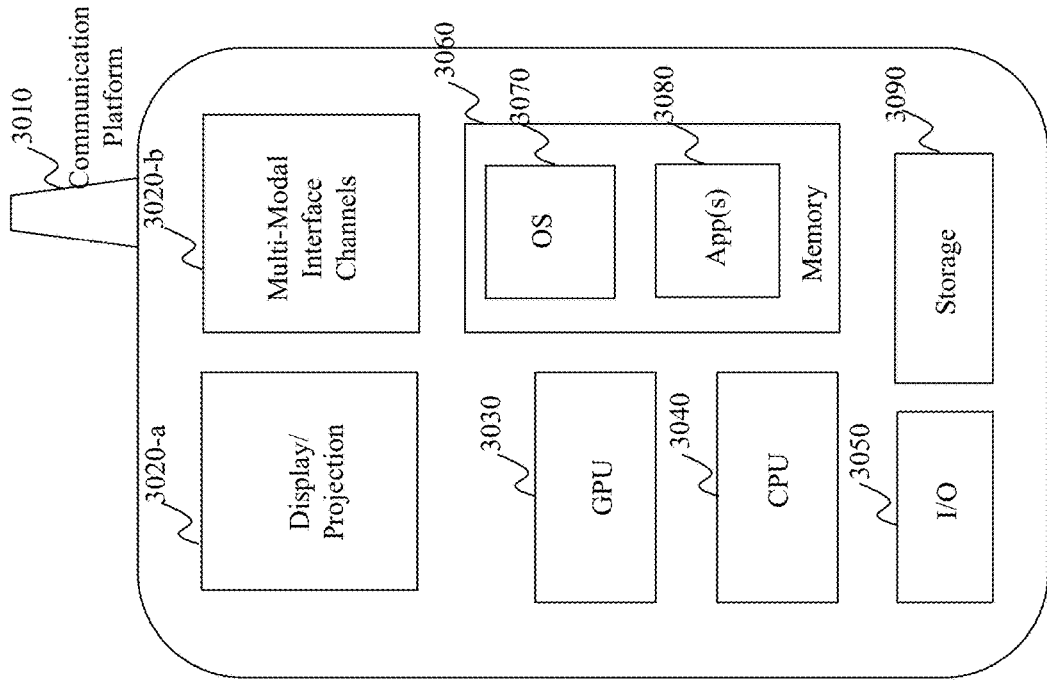 3010
Communication
Platform
3020-a
Display/
Projection
3020-b
Multi-Modal
Interface
Channels
3030
GPU
3040
CPU
3060
3070
OS
3080
App(s)
Memory
3050
I/O
3090
Storage